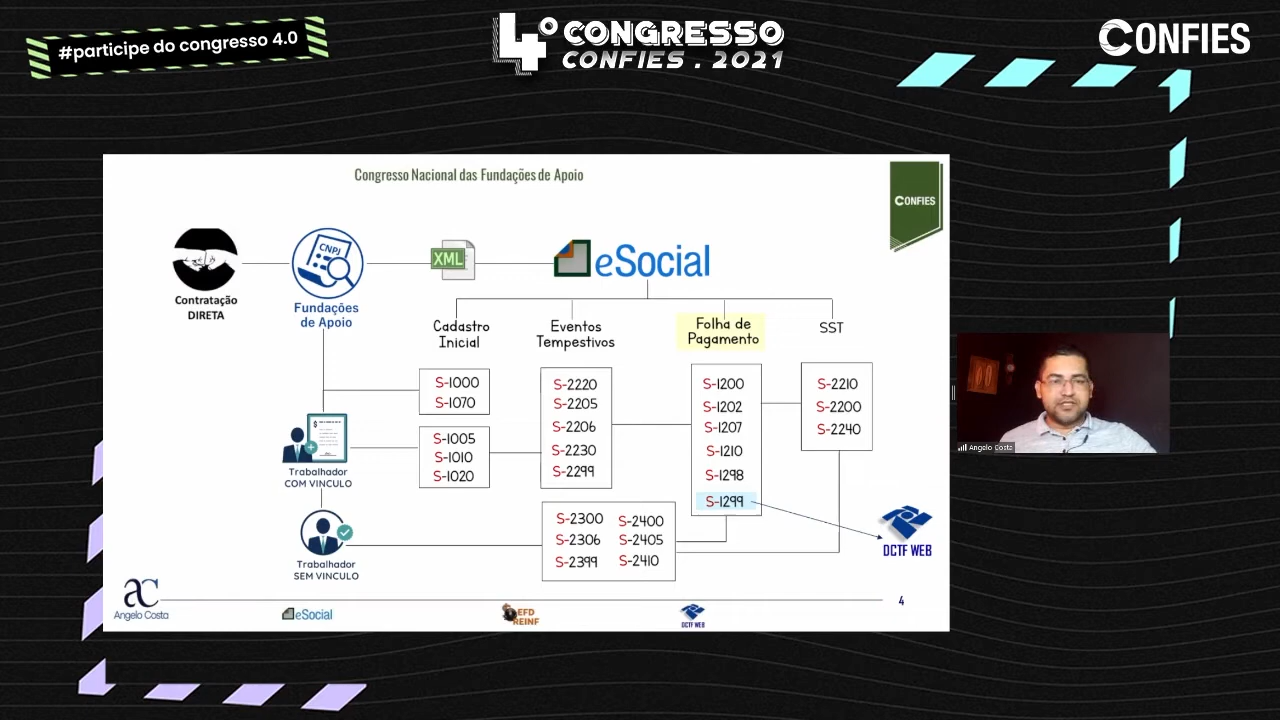 #participe do congresso 4.0
4º CONGRESSO
CONFIES . 2021
CONFIES
Congresso Nacional das Fundações de Apoio
CONFIES
CNPJ
XML
eSocial
Contratação
DIRETA
Fundações
de Apoio
Cadastro
Inicial
Eventos
Tempestivos
Folha de
Pagamento
SST
S-1000
S-1070
S-1005
S-1010
S-1020
S-2220
S-2205
S-2206
S-2230
S-2299
S-1200
S-1202
S-1207
S-1210
S-1298
S-1299
S-2210
S-2200
S-2240
Trabalhador
COM VINCULO
S-2300 S-2400
S-2306 S-2405
S-2399 S-2410
Trabalhador
SEM VINCULO
DCTF WEB
Angelo Costa
AC
Angelo Costa
eSocial
EFD
REINF
DCTF WEB
4